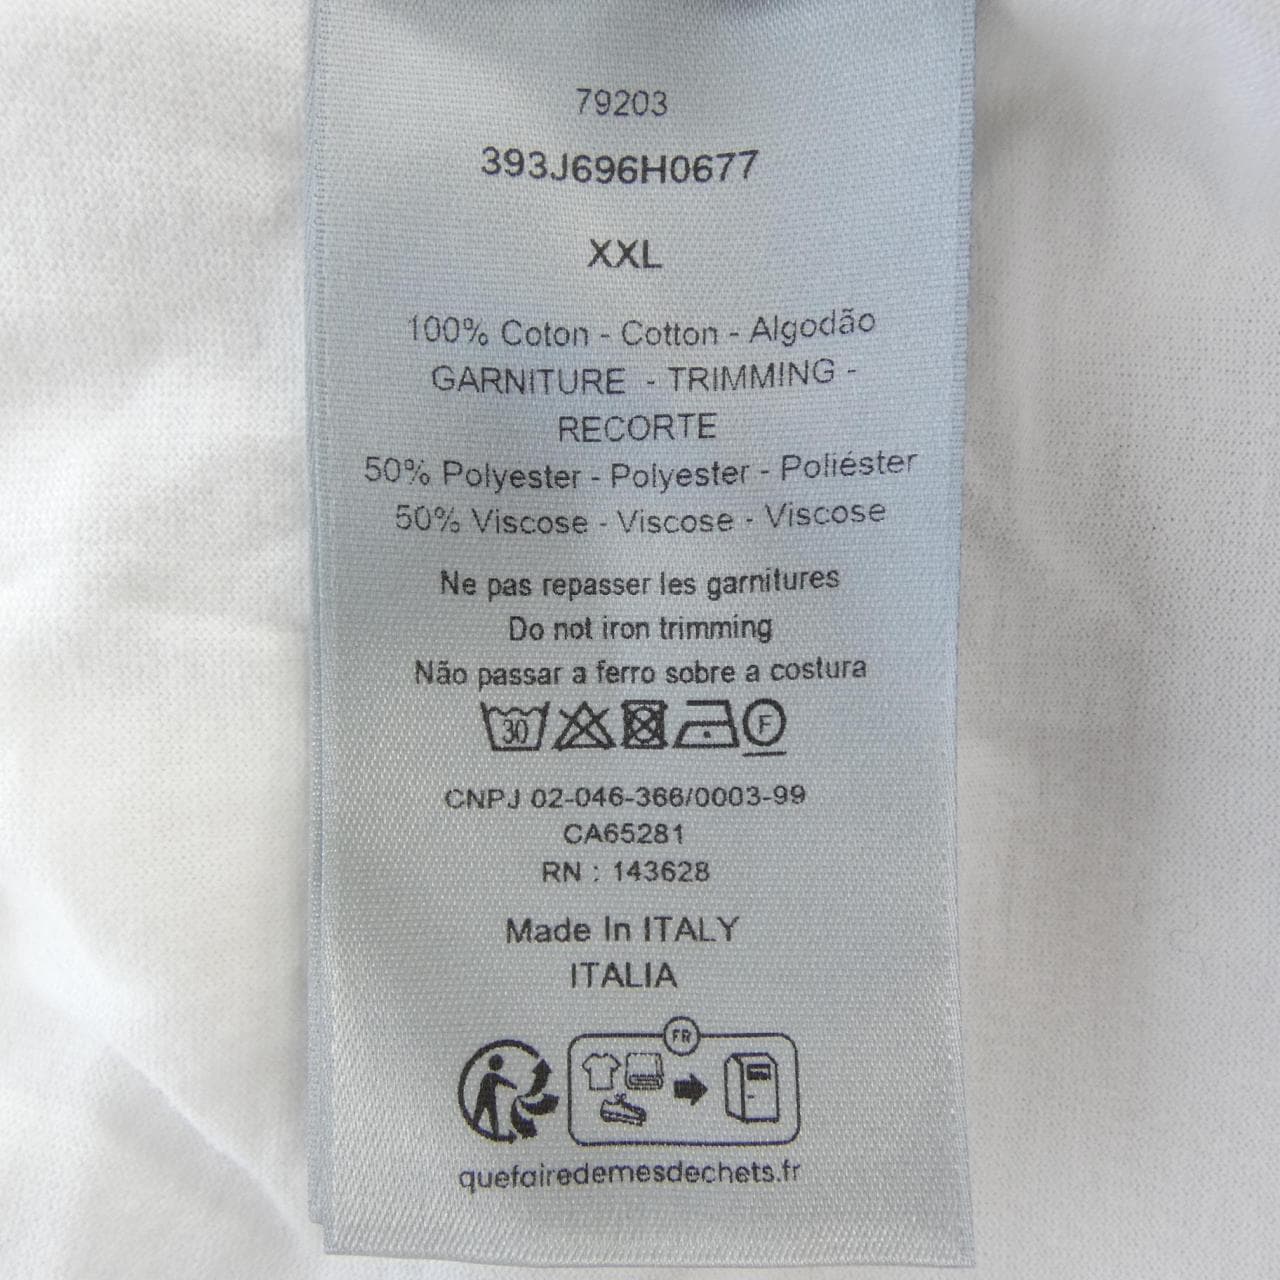 79203
393J696H0677
XXL
100% Coton - Cotton - Algodão
GARNITURE - TRIMMING -
RECORTE
50% Polyester - Polyester - Poliéster
50% Viscose - Viscose - Viscose
Ne pas repasser les garnitures
Do not iron trimming
Não passar a ferro sobre a costura
30 F
CNPJ 02-046-366/0003-99
CA65281
RN : 143628
Made In ITALY
ITALIA
FR
quefairedemesdechets.fr